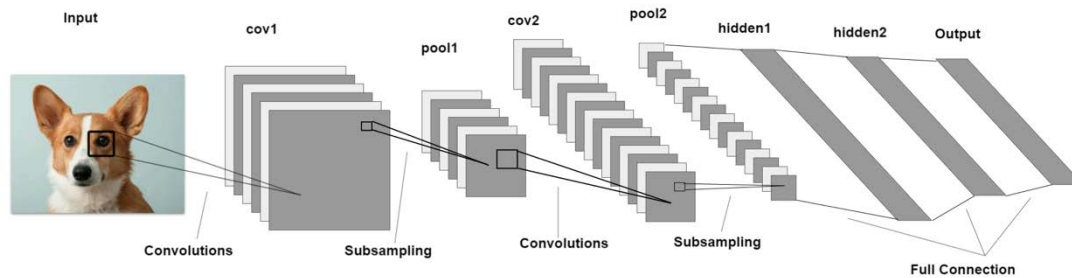 Input
cov1
pool1
cov2
pool2
hidden1
hidden2
Output
Convolutions
Subsampling
Convolutions
Subsampling
Full Connection